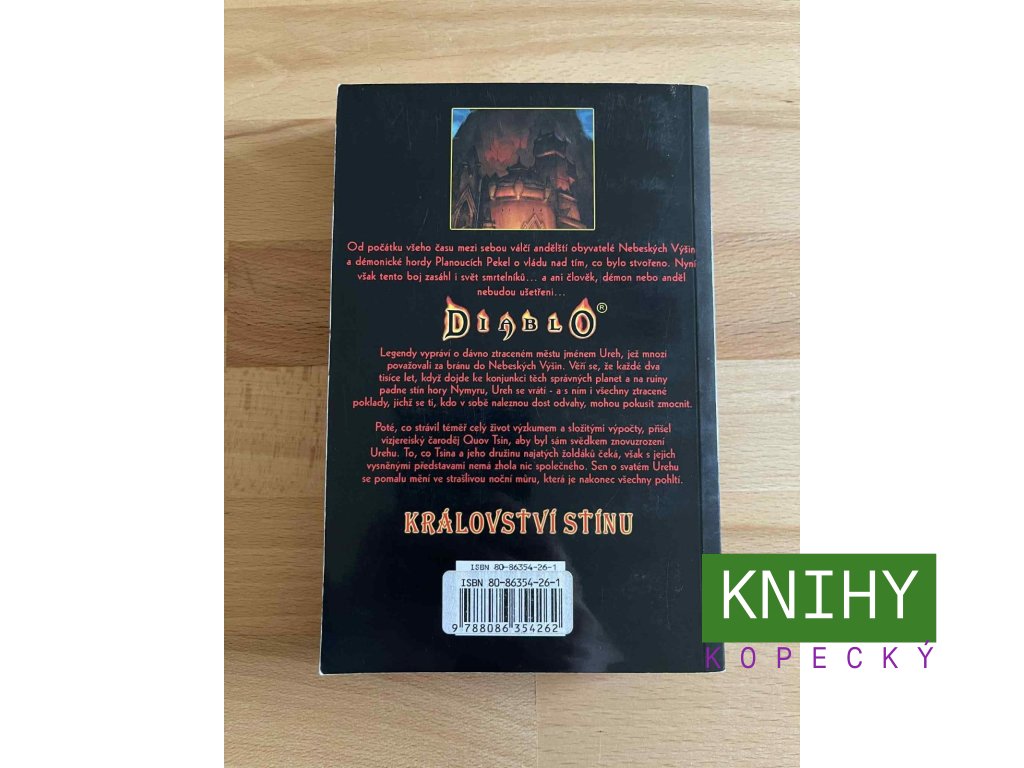 Od počátku všeho času mezi sebou válčí andělští obyvatelé Nebeských Výšin
a démonické hordy Planoucích Pekel o vládu nad tím, co bylo stvořeno. Nyní
však tento boj zasáhl i svět smrtelníků... a ani člověk, démon nebo anděl
nebudou ušetřeni...
DIABLO®
Legendy vypráví o dávno ztraceném městu jménem Ureh, jež mnozí
považovali za bránu do Nebeských Výšin. Věří se, že každé dva
tisíce let, když dojde ke konjunkci těch správných planet a na ruiny
padne stín hory Nymyru, Ureh se vrátí - a s ním i všechny ztracené
poklady, jichž se ti, kdo v sobě naleznou dost odvahy, mohou pokusit zmocnit.
Poté, co strávil téměř celý život výzkumem a složitými výpočty, přišel
vizjereiský čaroděj Quov Tsin, aby byl sám svědkem znovuzrození
Urehu. To, co Tsina a jeho družinu najatých žoldáků čeká, však s jejich
vysněnými představami nemá zhola nic společného. Sen o svatém Urehu
se pomalu mění ve strašlivou noční můru, která je nakonec všechny pohltí.
KRÁLOVSTVÍ STÍNU
ISBN 80-86354-26-1
ISBN 80-86354-26-1
9 788086 354262
KNIHY
KOPECKÝ